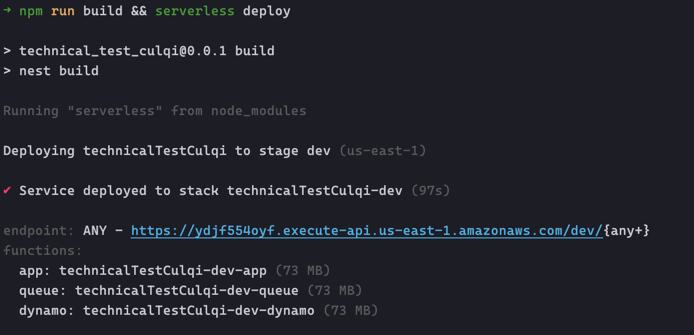 → npm run build && serverless deploy
> technical_test_culqi@0.0.1 build
> nest build
Running "serverless" from node_modules
Deploying technicalTestCulqi to stage dev (us-east-1)
✔ Service deployed to stack technicalTestCulqi-dev (97s)
endpoint: ANY - https://ydjf554oyf.execute-api.us-east-1.amazonaws.com/dev/{any+}
functions:
app: technicalTestCulqi-dev-app (73 MB)
queue: technicalTestCulqi-dev-queue (73 MB)
dynamo: technicalTestCulqi-dev-dynamo (73 MB)